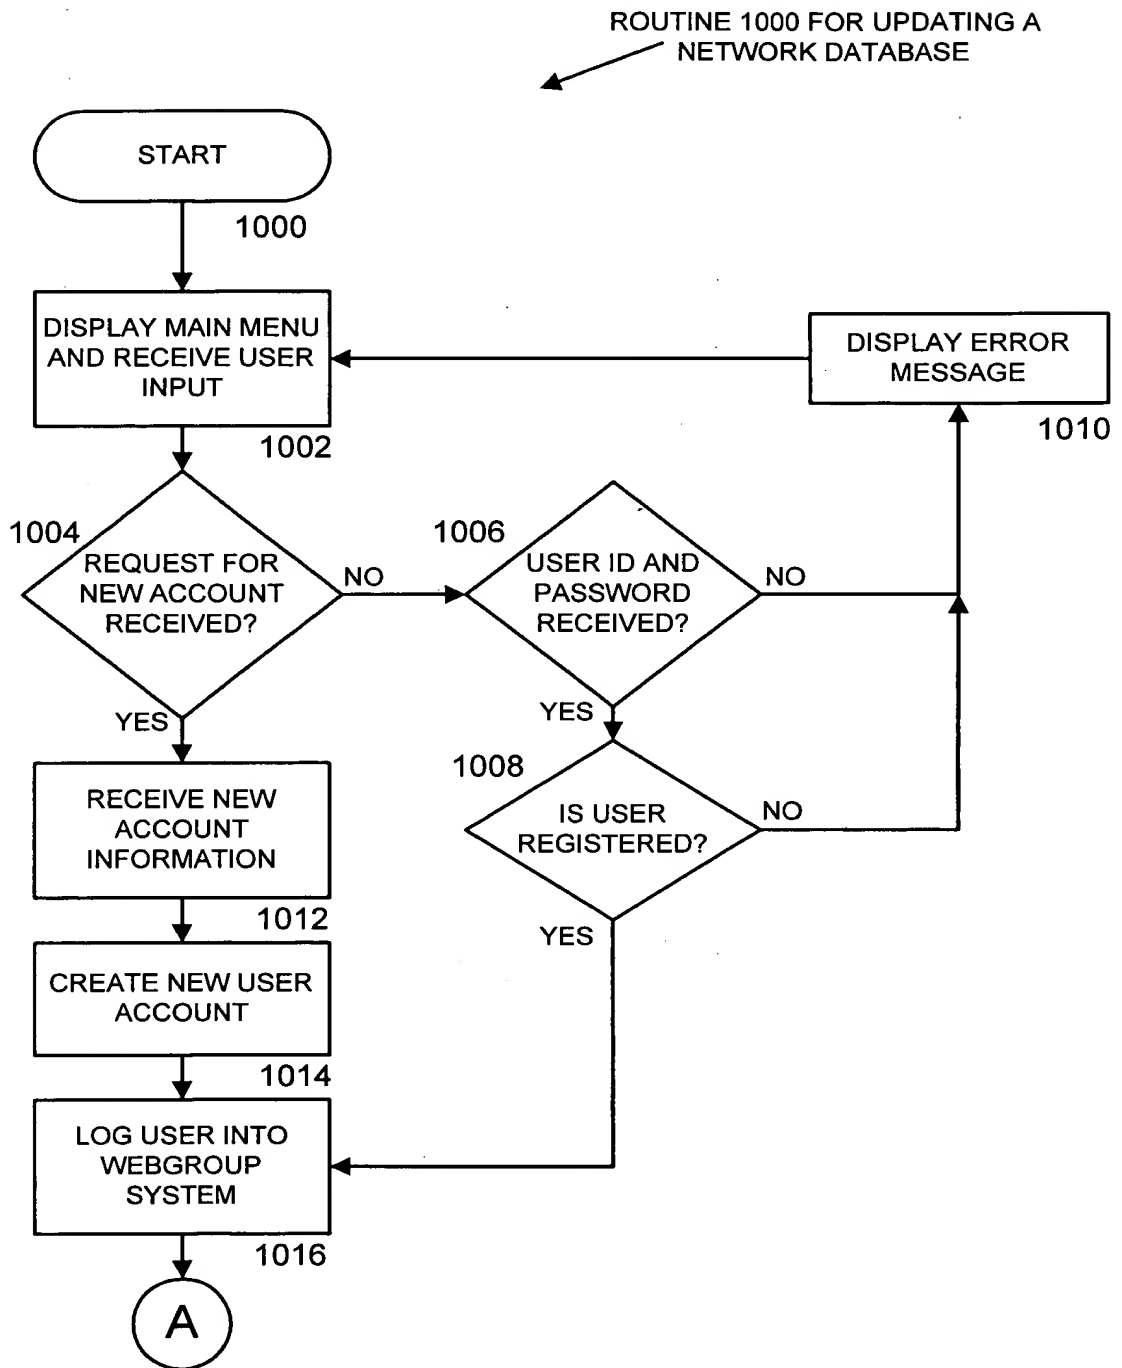 ROUTINE 1000 FOR UPDATING A
NETWORK DATABASE
START
1000
DISPLAY MAIN MENU
AND RECEIVE USER
INPUT
1002
DISPLAY ERROR
MESSAGE
1010
1004
REQUEST FOR
NEW ACCOUNT
RECEIVED?
NO
YES
1006
USER ID AND
PASSWORD
RECEIVED?
NO
YES
1008
IS USER
REGISTERED?
NO
YES
RECEIVE NEW
ACCOUNT
INFORMATION
1012
CREATE NEW USER
ACCOUNT
1014
LOG USER INTO
WEBGROUP
SYSTEM
1016
A